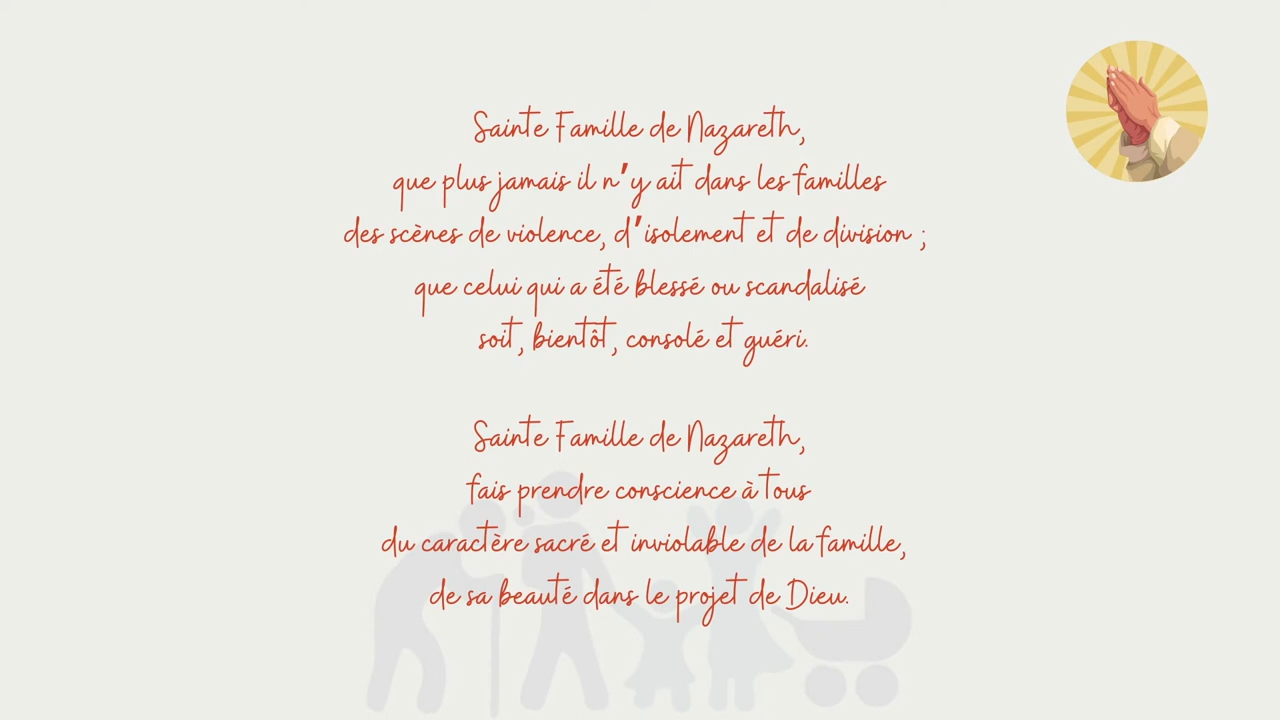 Sainte Famille de Nazareth,
que plus jamais il n'y ait dans les familles
des scènes de violence, d'isolement et de division ;
que celui qui a été blessé ou scandalisé
soit, bientôt, consolé et guéri.
Sainte Famille de Nazareth,
fais prendre conscience à tous
du caractère sacré et inviolable de la famille,
de sa beauté dans le projet de Dieu.